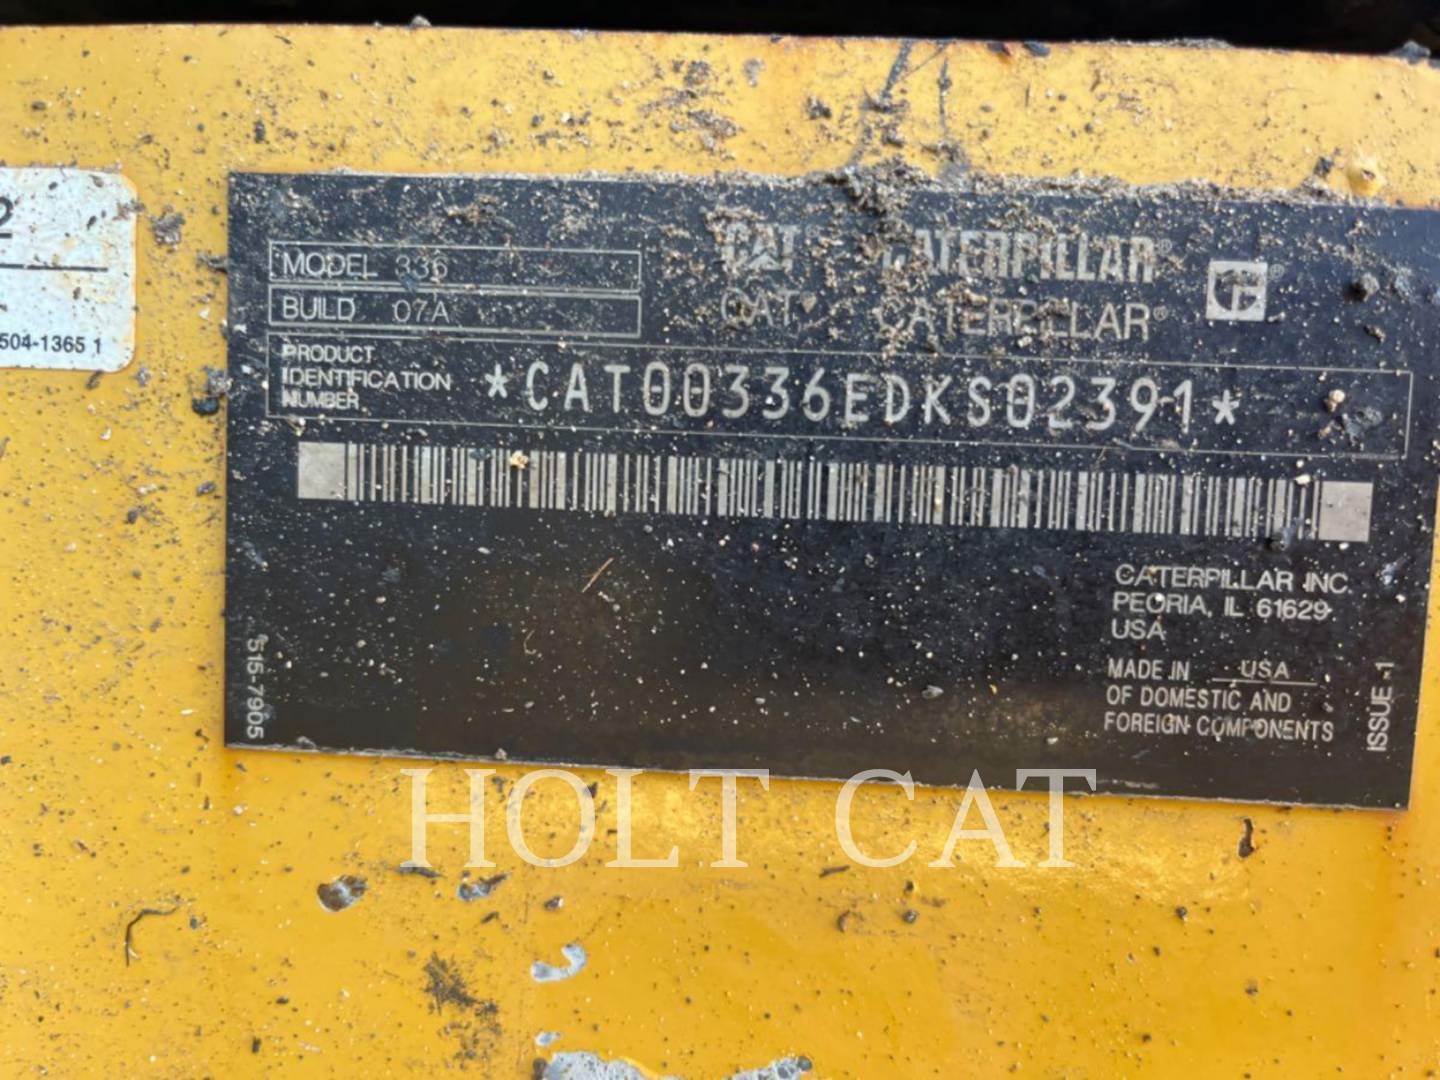 2
504-1365 1
CAT® CATERPILLAR®
MODEL 336
CAT CATERPILLAR®
BUILD 07A
PRODUCT
IDENTIFICATION
NUMBER
*CAT00336EDKS02391*
CATERPILLAR INC.
PEORIA, IL 61629
USA
MADE IN USA
OF DOMESTIC AND
FOREIGN COMPONENTS
515-7905
ISSUE -1
HOLT CAT